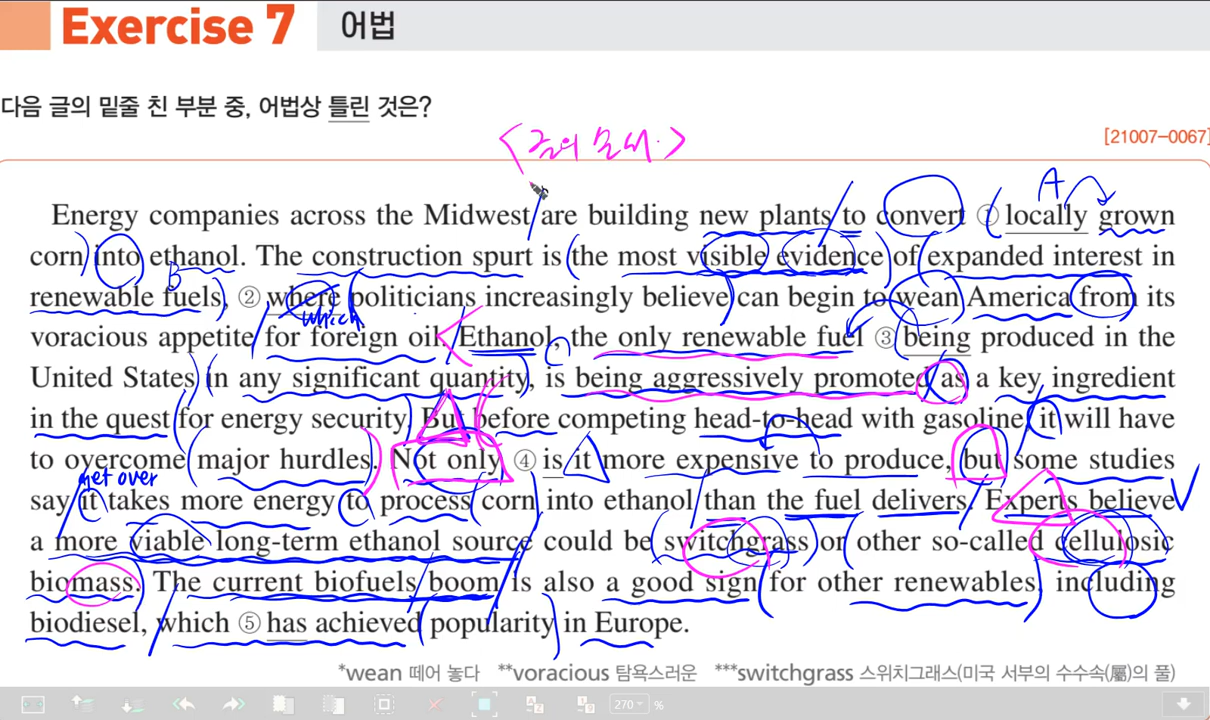 Exercise 7 어법
다음 글의 밑줄 친 부분 중, 어법상 틀린 것은?
<글의 순서.>
[21007-0067]
A
Energy companies across the Midwest are building new plants to convert ① locally grown
corn into ethanol. The construction spurt is the most visible evidence of expanded interest in
B
renewable fuels, ② where politicians increasingly believe can begin to wean America from its
which
voracious appetite for foreign oil. Ethanol, the only renewable fuel ③ being produced in the
C
United States in any significant quantity, is being aggressively promoted as a key ingredient
in the quest for energy security. But before competing head-to-head with gasoline, it will have
to overcome major hurdles. Not only ④ is it more expensive to produce, but some studies
get over
say it takes more energy to process corn into ethanol than the fuel delivers. Experts believe
a more viable long-term ethanol source could be switchgrass or other so-called cellulosic
biomass. The current biofuels boom is also a good sign for other renewables, including
biodiesel, which ⑤ has achieved popularity in Europe.
*wean 떼어 놓다 **voracious 탐욕스러운 ***switchgrass 스위치그래스(미국 서부의 수수속(屬)의 풀)
270 %